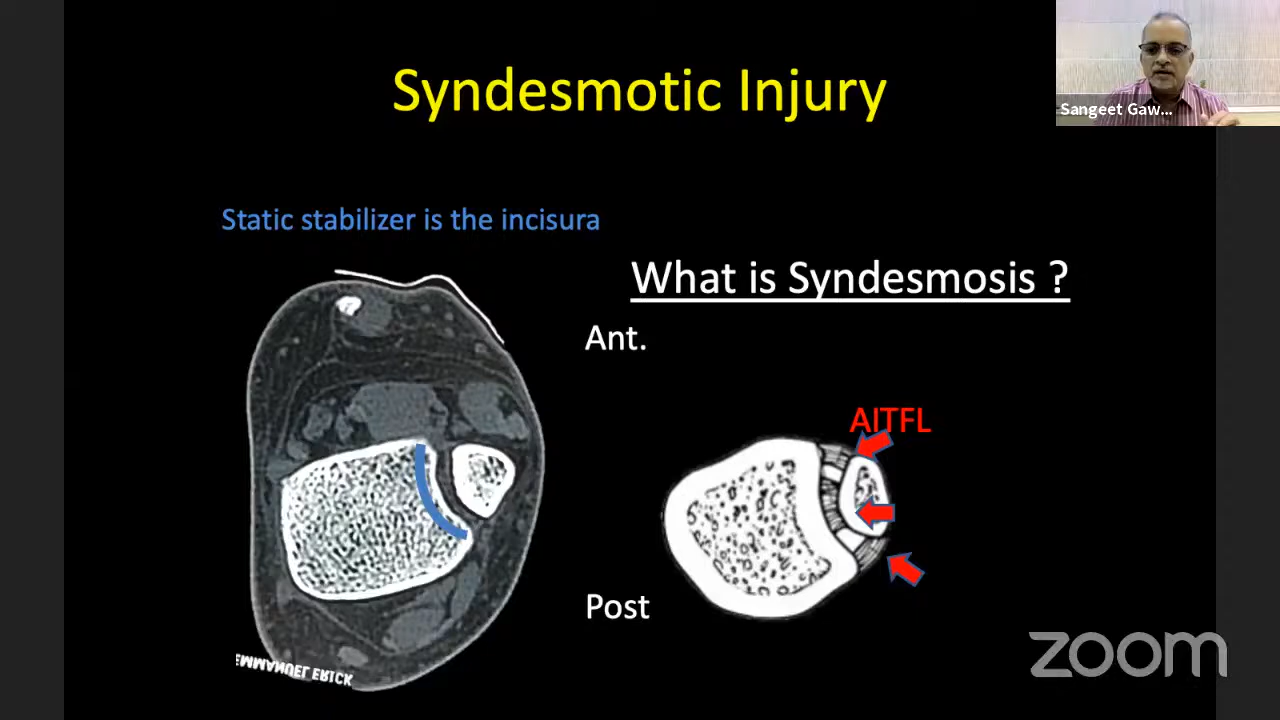 Syndesmotic Injury
Sangeet Gaw...
Static stabilizer is the incisura
What is Syndesmosis ?
Ant.
AITFL
Post
EMMANUEL ERICK
zoom